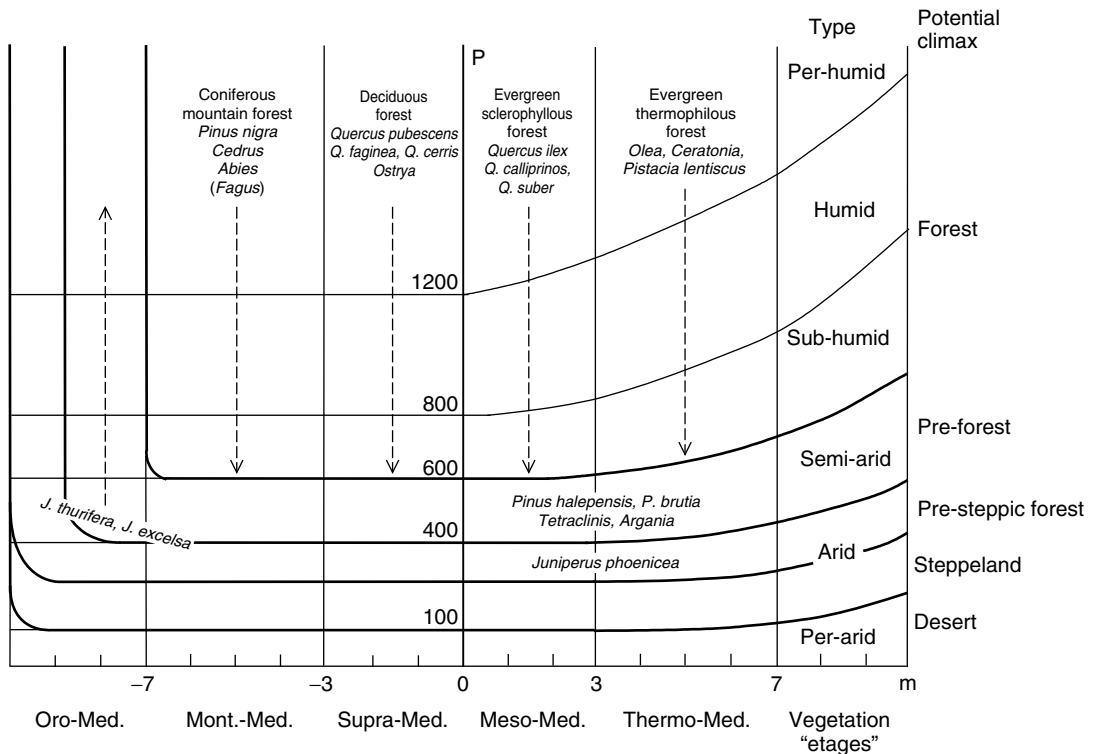 Type
Potential
climax
P
Per-humid
Coniferous
mountain forest
Pinus nigra
Cedrus
Abies
(Fagus)
Deciduous
forest
Quercus pubescens
Q. faginea, Q. cerris
Ostrya
Evergreen
sclerophyllous
forest
Quercus ilex
Q. calliprinos,
Q. suber
Evergreen
thermophilous
forest
Olea, Ceratonia,
Pistacia lentiscus
Humid
Forest
1200
Sub-humid
800
Pre-forest
600
Semi-arid
J. thurifera, J. excelsa
Pinus halepensis, P. brutia
Tetraclinis, Argania
Pre-steppic forest
400
Juniperus phoenicea
Arid
Steppeland
100
Desert
Per-arid
–7
–3
0
3
7
m
Oro-Med.
Mont.-Med.
Supra-Med.
Meso-Med.
Thermo-Med.
Vegetation
“etages”